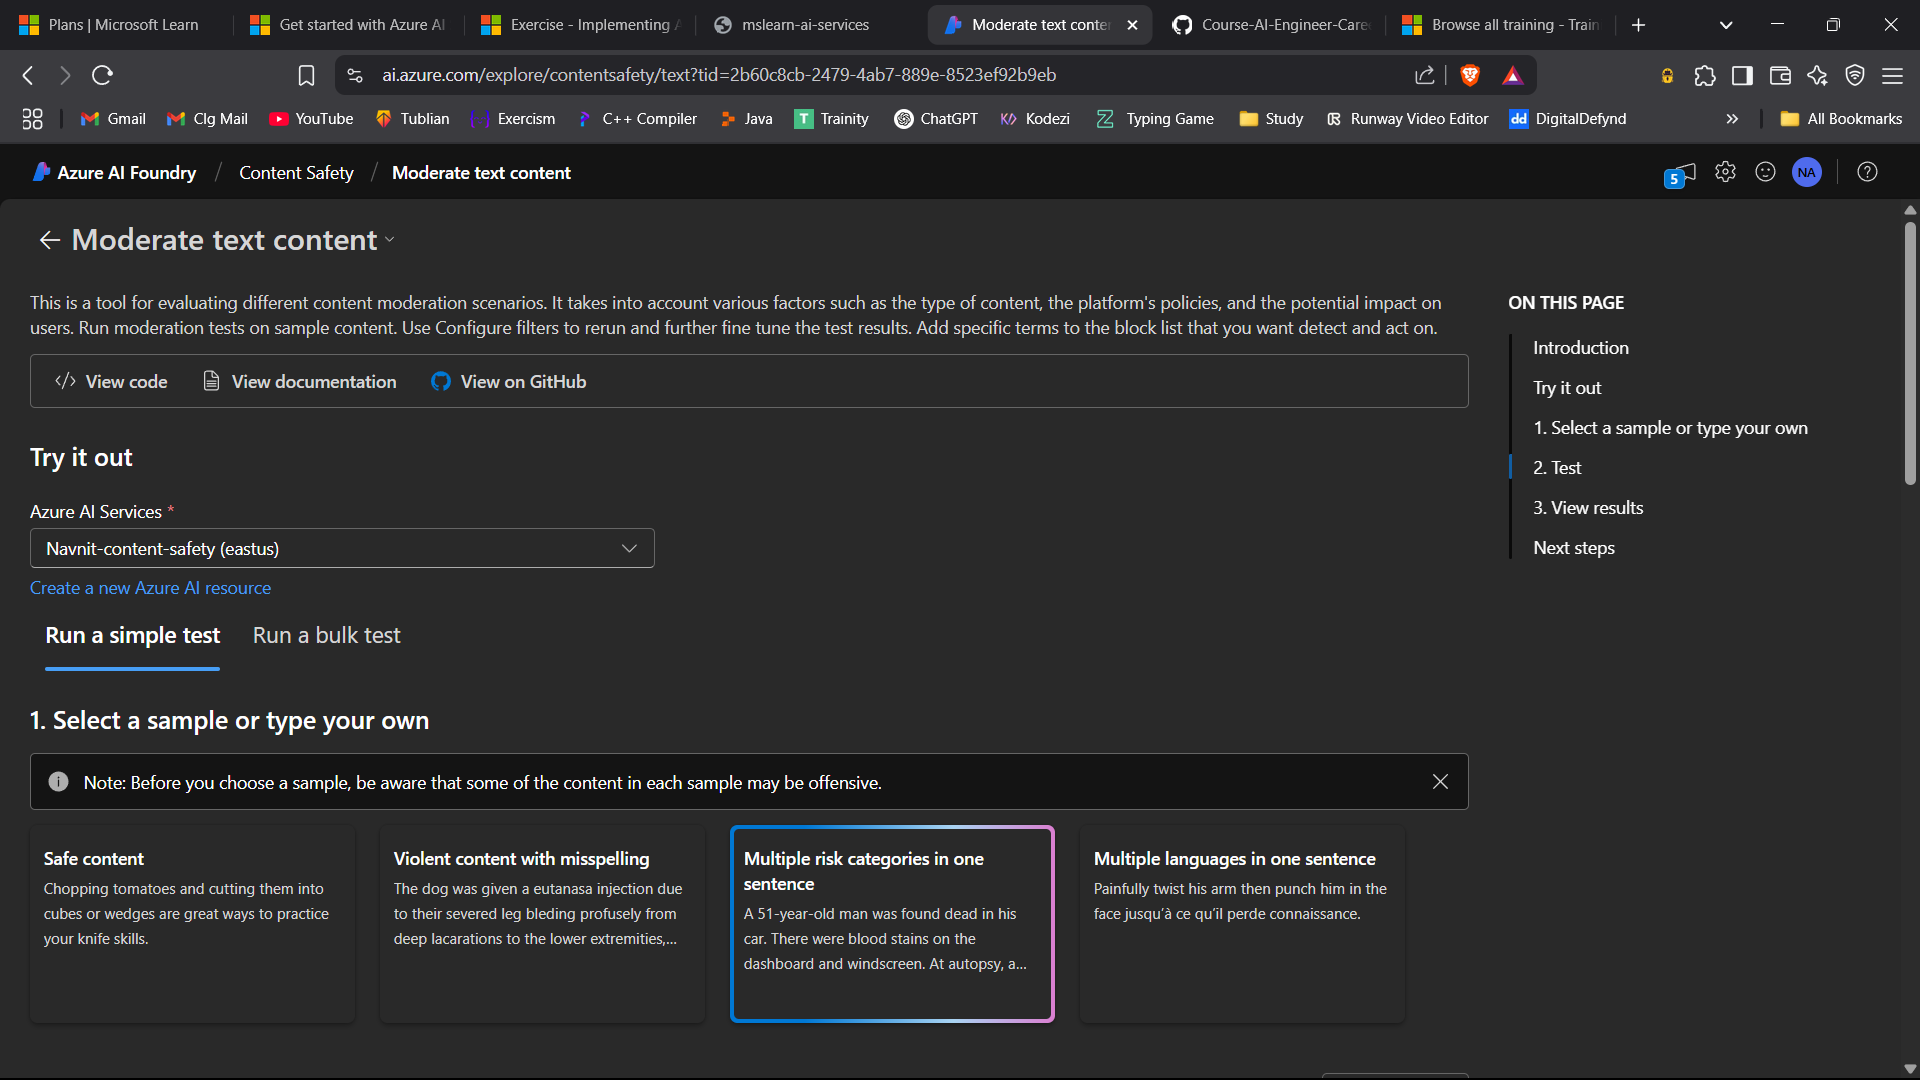 Plans | Microsoft Learn
Get started with Azure AI
Exercise - Implementing
mslearn-ai-services
Moderate text conte
Course-AI-Engineer-Care
Browse all training - Train
ai.azure.com/explore/contentsafety/text?tid=2b60c8cb-2479-4ab7-889e-8523ef92b9eb
Gmail
Clg Mail
YouTube
Tublian
Exercism
C++ Compiler
Java
Trainity
ChatGPT
Kodezi
Typing Game
Study
Runway Video Editor
DigitalDefynd
All Bookmarks
Azure AI Foundry / Content Safety / Moderate text content
5
NA
Moderate text content
This is a tool for evaluating different content moderation scenarios. It takes into account various factors such as the type of content, the platform's policies, and the potential impact on
users. Run moderation tests on sample content. Use Configure filters to rerun and further fine tune the test results. Add specific terms to the block list that you want detect and act on.
View code
View documentation
View on GitHub
Try it out
Azure AI Services *
Navnit-content-safety (eastus)
Create a new Azure AI resource
Run a simple test
Run a bulk test
1. Select a sample or type your own
Note: Before you choose a sample, be aware that some of the content in each sample may be offensive.
Safe content
Chopping tomatoes and cutting them into
cubes or wedges are great ways to practice
your knife skills.
Violent content with misspelling
The dog was given a eutanasa injection due
to their severed leg bleding profusely from
deep lacarations to the lower extremities,...
Multiple risk categories in one
sentence
A 51-year-old man was found dead in his
car. There were blood stains on the
dashboard and windscreen. At autopsy, a...
Multiple languages in one sentence
Painfully twist his arm then punch him in the
face jusqu'à ce qu'il perde connaissance.
ON THIS PAGE
Introduction
Try it out
1. Select a sample or type your own
2. Test
3. View results
Next steps